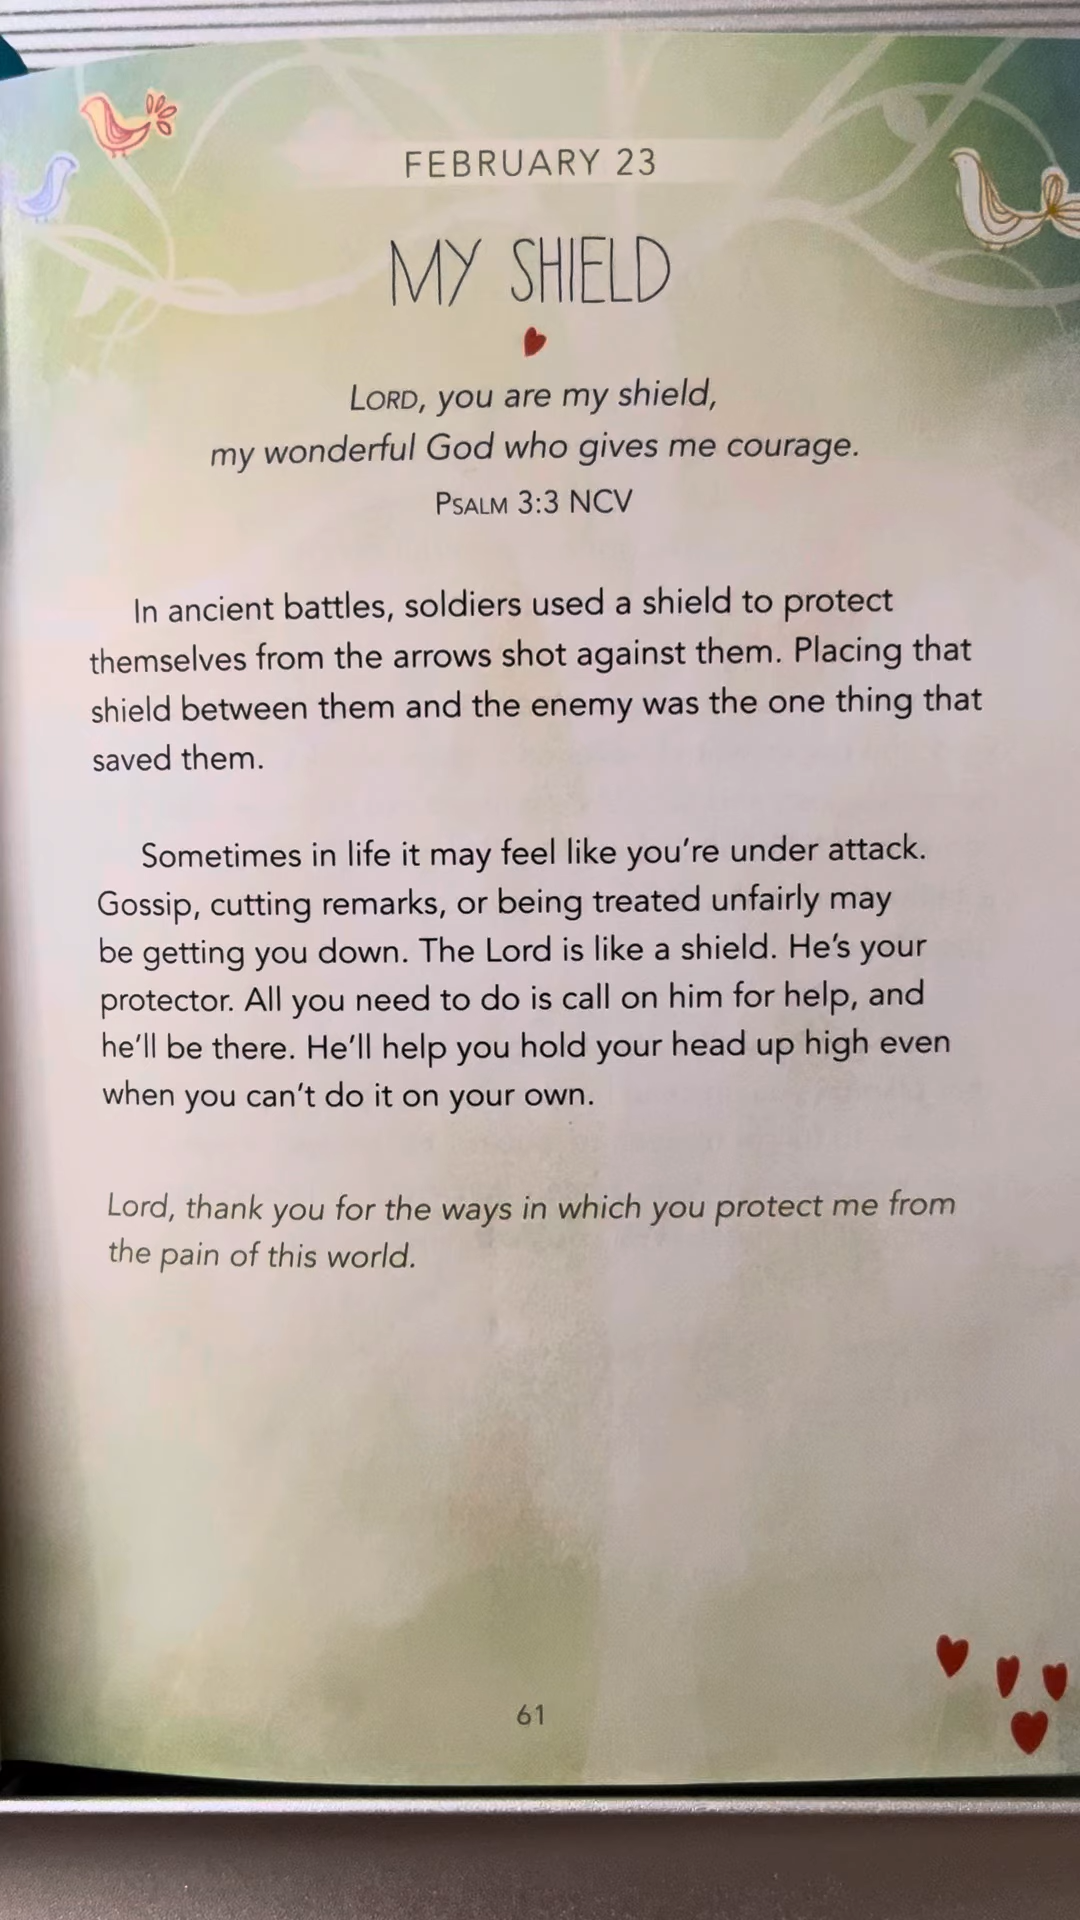 FEBRUARY 23
MY SHIELD
LORD, you are my shield,
my wonderful God who gives me courage.
PSALM 3:3 NCV
In ancient battles, soldiers used a shield to protect
themselves from the arrows shot against them. Placing that
shield between them and the enemy was the one thing that
saved them.
Sometimes in life it may feel like you're under attack.
Gossip, cutting remarks, or being treated unfairly may
be getting you down. The Lord is like a shield. He's your
protector. All you need to do is call on him for help, and
he'll be there. He'll help you hold your head up high even
when you can't do it on your own.
Lord, thank you for the ways in which you protect me from
the pain of this world.
61